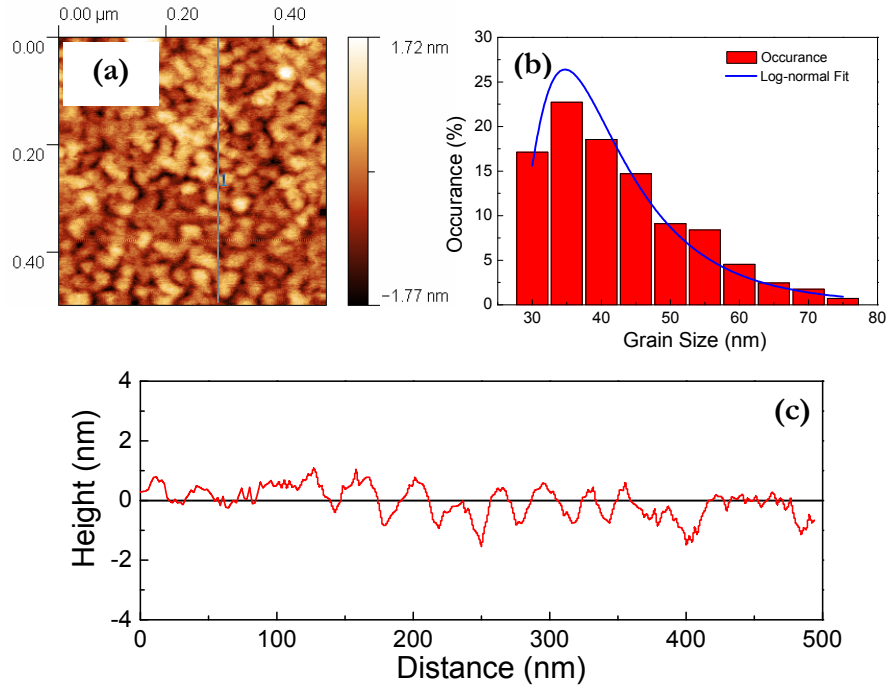 0.00 µm 0.20 0.40
0.00
0.20
0.40
(a)
1.72 nm
−1.77 nm
(b)
Occurance
Log-normal Fit
Occurance (%)
30
25
20
15
10
5
0
30 40 50 60 70 80
Grain Size (nm)
(c)
Height (nm)
4
2
0
-2
-4
0 100 200 300 400 500
Distance (nm)